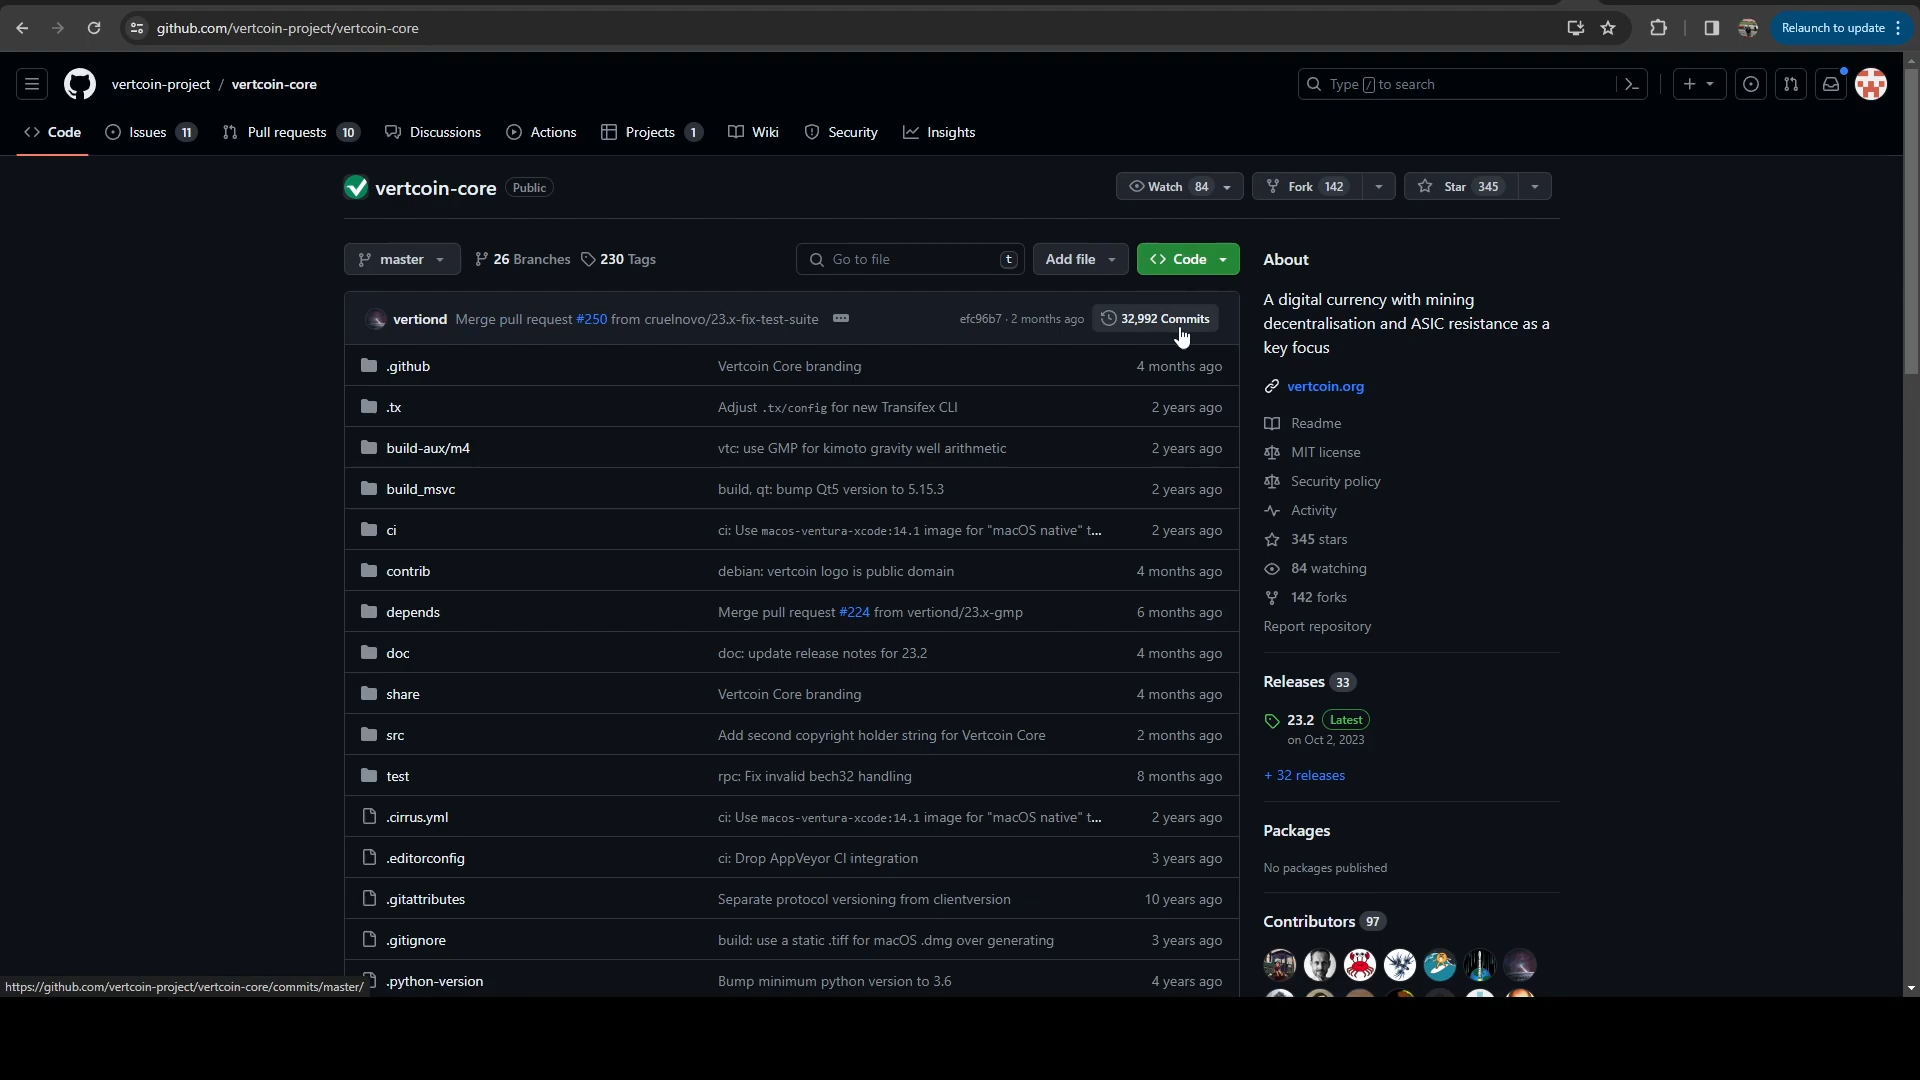 github.com/vertcoin-project/vertcoin-core
Relaunch to update
vertcoin-project / vertcoin-core
Type / to search
Code Issues 11 Pull requests 10 Discussions Actions Projects 1 Wiki Security Insights
vertcoin-core Public
Watch 84 Fork 142 Star 345
master 26 Branches 230 Tags
Go to file t Add file Code
vertiond Merge pull request #250 from cruelnovo/23.x-fix-test-suite efc96b7 · 2 months ago 32,992 Commits
.github Vertcoin Core branding 4 months ago
.tx Adjust .tx/config for new Transifex CLI 2 years ago
build-aux/m4 vtc: use GMP for kimoto gravity well arithmetic 2 years ago
build_msvc build, qt: bump Qt5 version to 5.15.3 2 years ago
ci ci: Use macos-ventura-xcode:14.1 image for "macOS native" t... 2 years ago
contrib debian: vertcoin logo is public domain 4 months ago
depends Merge pull request #224 from vertiond/23.x-gmp 6 months ago
doc doc: update release notes for 23.2 4 months ago
share Vertcoin Core branding 4 months ago
src Add second copyright holder string for Vertcoin Core 2 months ago
test rpc: Fix invalid bech32 handling 8 months ago
.cirrus.yml ci: Use macos-ventura-xcode:14.1 image for "macOS native" t... 2 years ago
.editorconfig ci: Drop AppVeyor CI integration 3 years ago
.gitattributes Separate protocol versioning from clientversion 10 years ago
.gitignore build: use a static .tiff for macOS .dmg over generating 3 years ago
.python-version Bump minimum python version to 3.6 4 years ago
About
A digital currency with mining
decentralisation and ASIC resistance as a
key focus
vertcoin.org
Readme
MIT license
Security policy
Activity
345 stars
84 watching
142 forks
Report repository
Releases 33
23.2 Latest
on Oct 2, 2023
+ 32 releases
Packages
No packages published
Contributors 97
https://github.com/vertcoin-project/vertcoin-core/commits/master/